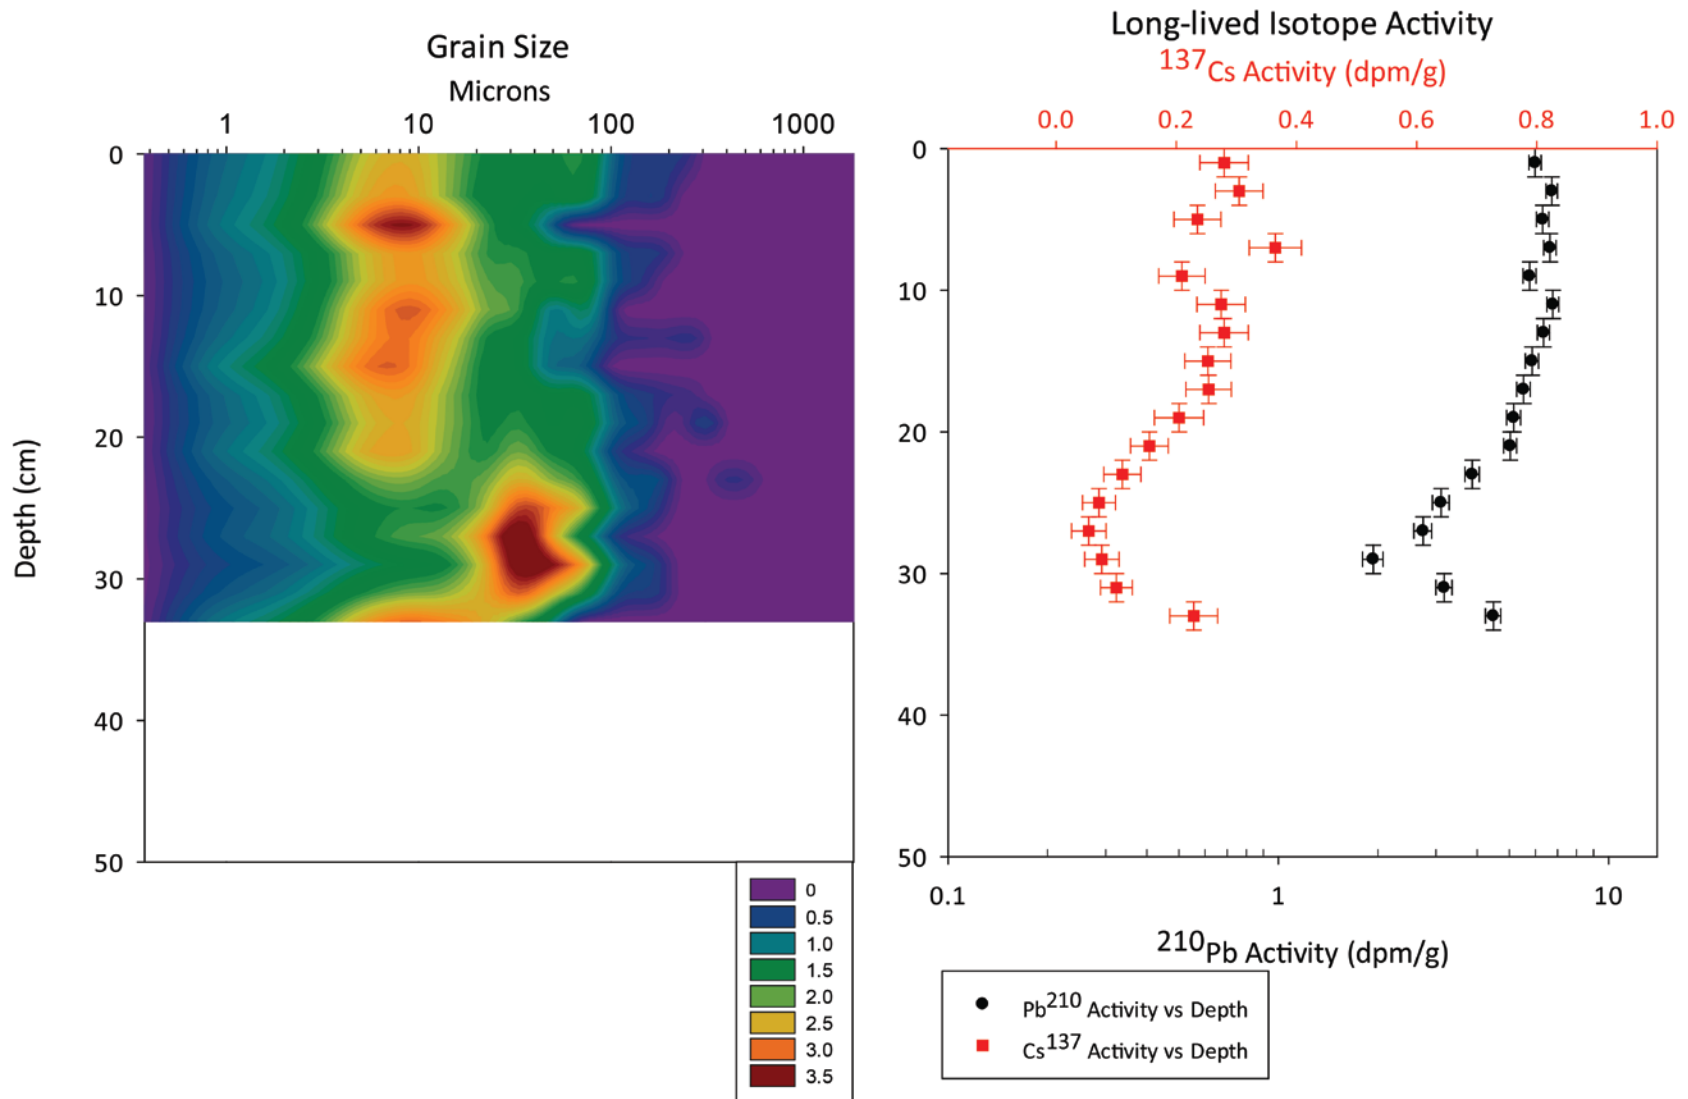 Grain Size
Microns
1 10 100 1000
0
10
20
30
40
50
Depth (cm)
0
0.5
1.0
1.5
2.0
2.5
3.0
3.5
Long-lived Isotope Activity
137Cs Activity (dpm/g)
0.0 0.2 0.4 0.6 0.8 1.0
0
10
20
30
40
50
0.1 1 10
210Pb Activity (dpm/g)
Pb210 Activity vs Depth
Cs137 Activity vs Depth